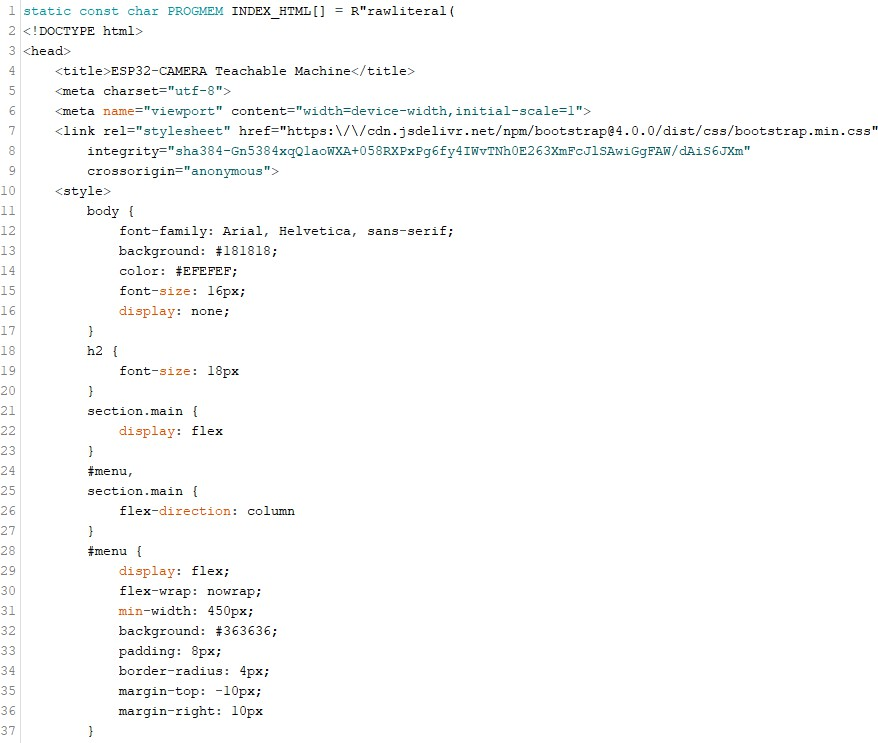 1 static const char PROGMEM INDEX_HTML[] = R"rawliteral(
2 <!DOCTYPE html>
3 <head>
4     <title>ESP32-CAMERA Teachable Machine</title>
5     <meta charset="utf-8">
6     <meta name="viewport" content="width=device-width,initial-scale=1">
7     <link rel="stylesheet" href="https:\/\/cdn.jsdelivr.net/npm/bootstrap@4.0.0/dist/css/bootstrap.min.css"
8         integrity="sha384-Gn5384xqQlaoWXA+058RXPxPg6fy4IWvTNh0E263XmFcJlSAwiGgFAW/dAiS6JXm"
9         crossorigin="anonymous">
10     <style>
11         body {
12             font-family: Arial, Helvetica, sans-serif;
13             background: #181818;
14             color: #EFEFEF;
15             font-size: 16px;
16             display: none;
17         }
18         h2 {
19             font-size: 18px
20         }
21         section.main {
22             display: flex
23         }
24         #menu,
25         section.main {
26             flex-direction: column
27         }
28         #menu {
29             display: flex;
30             flex-wrap: nowrap;
31             min-width: 450px;
32             background: #363636;
33             padding: 8px;
34             border-radius: 4px;
35             margin-top: -10px;
36             margin-right: 10px
37         }